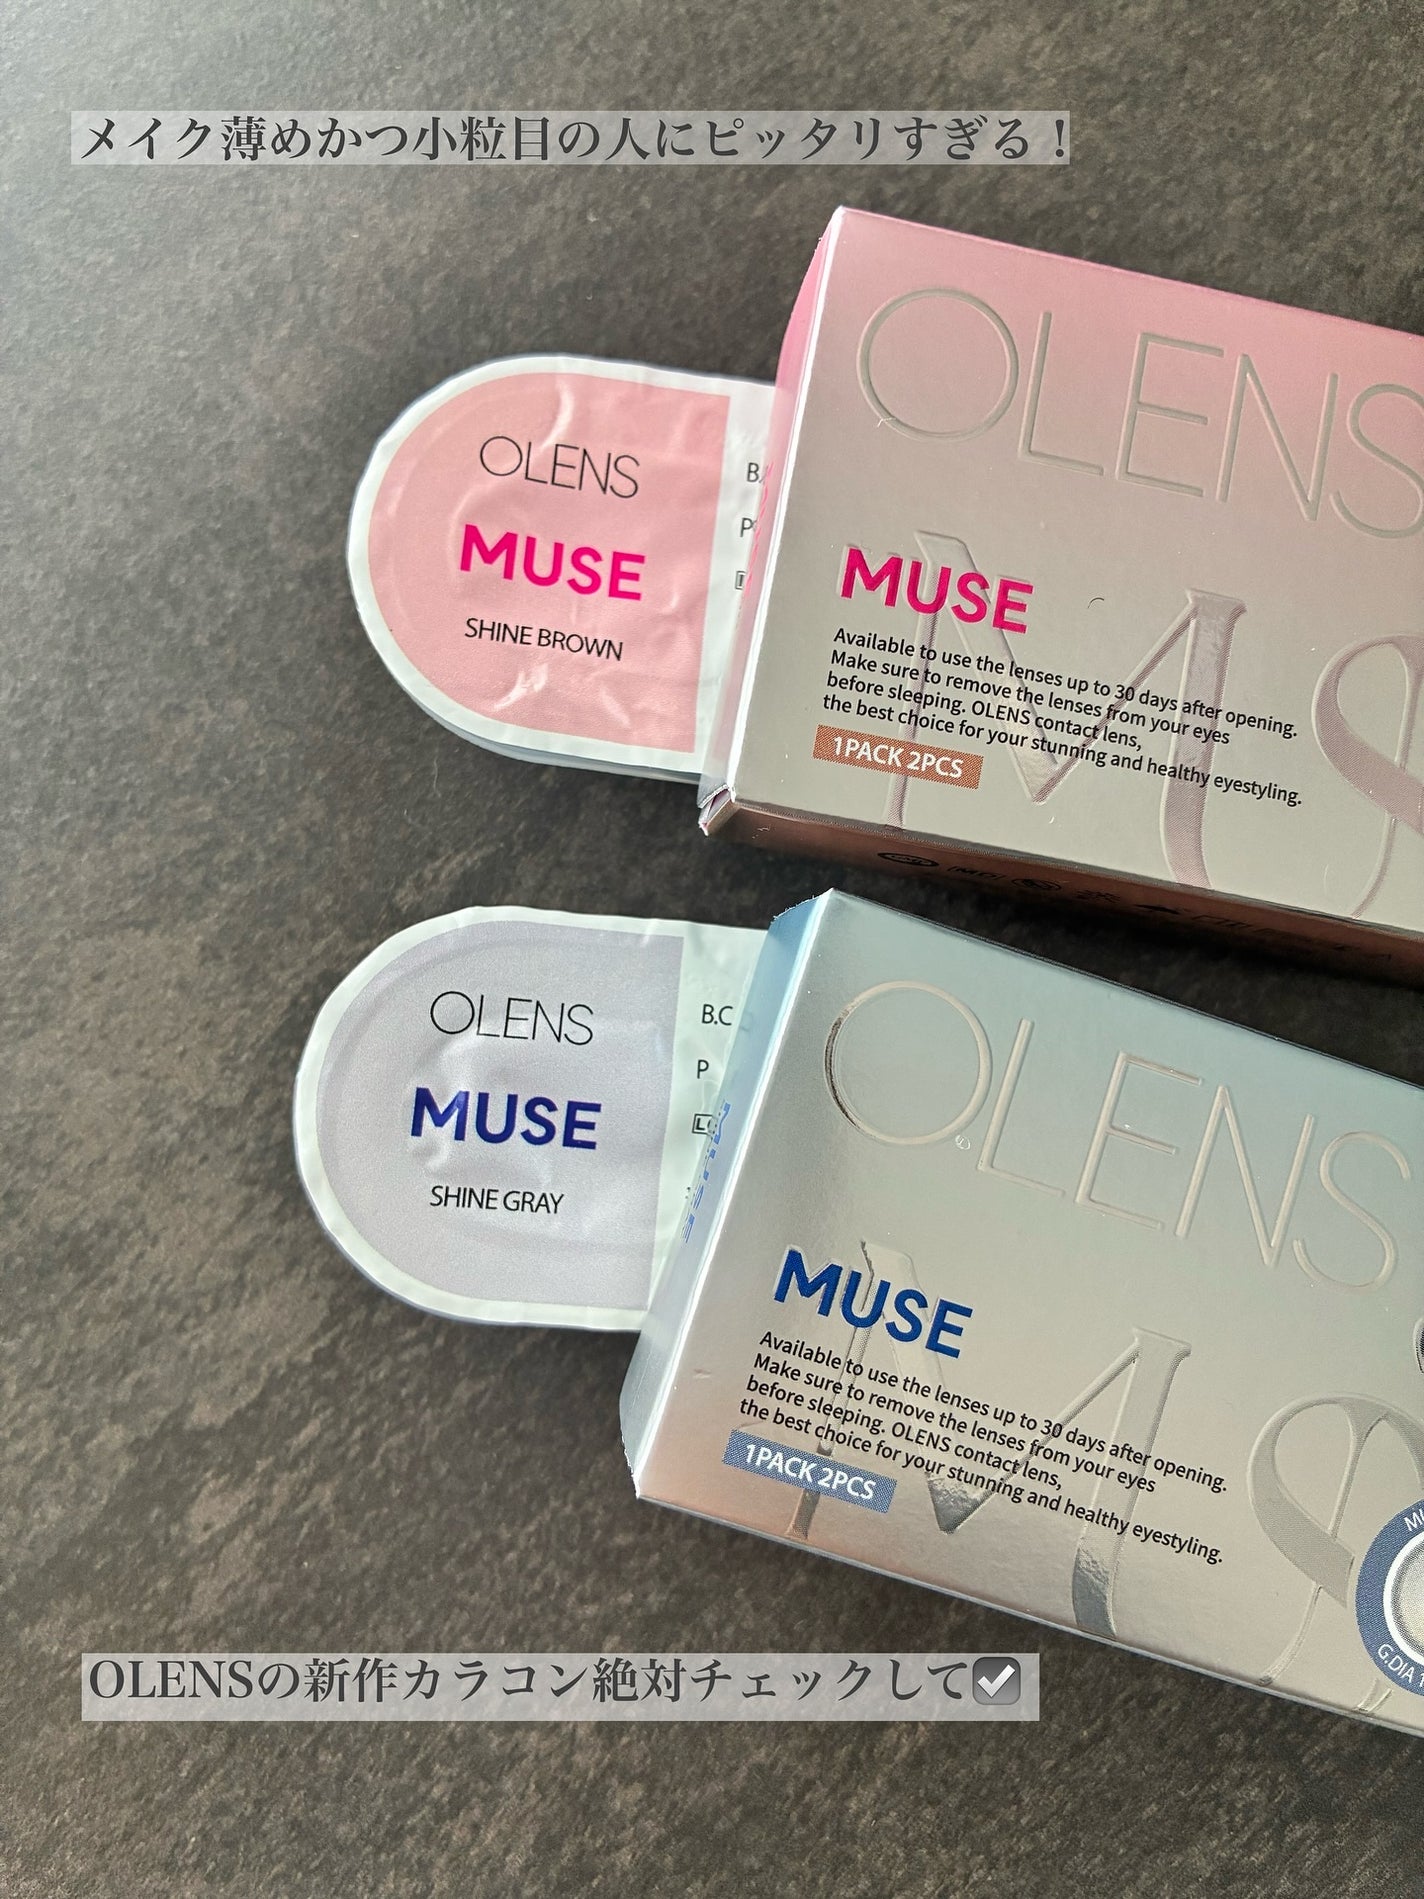 メイク薄めかつ小粒目の人にピッタリすぎる！
OLENS
MUSE
SHINE BROWN
OLENS
MUSE
Available to use the lenses up to 30 days after opening.
Make sure to remove the lenses from your eyes
before sleeping. OLENS contact lens,
the best choice for your stunning and healthy eyestyling.
1PACK 2PCS
OLENS
MUSE
SHINE GRAY
B.C
P
MUSE
OLENS
MUSE
Available to use the lenses up to 30 days after opening.
Make sure to remove the lenses from your eyes
before sleeping. OLENS contact lens,
the best choice for your stunning and healthy eyestyling.
1PACK 2PCS
G.DIA
OLENSの新作カラコン絶対チェックして☑